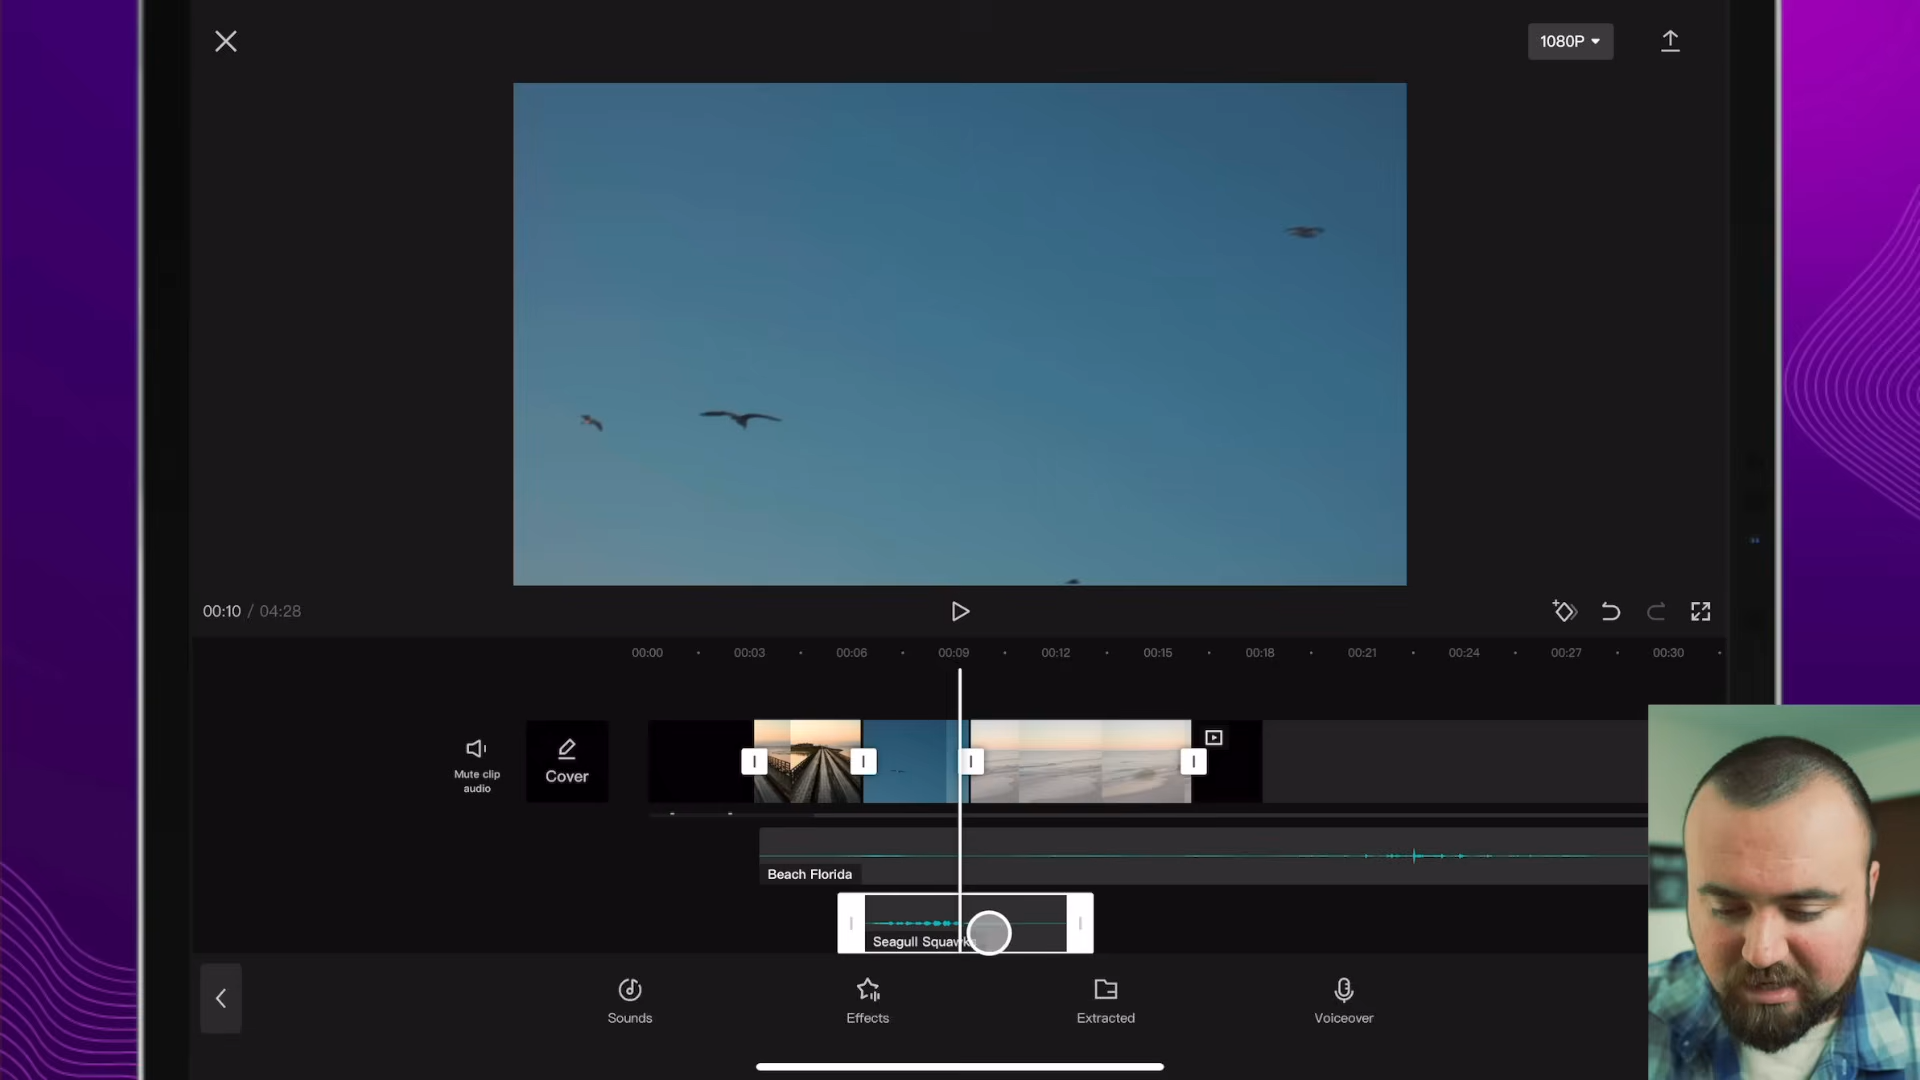 1080P
00:10 / 04:28
00:00 00:03 00:06 00:09 00:12 00:15 00:18 00:21 00:24 00:27 00:30
Mute clip
audio
Cover
Beach Florida
Seagull Squawks
Sounds
Effects
Extracted
Voiceover